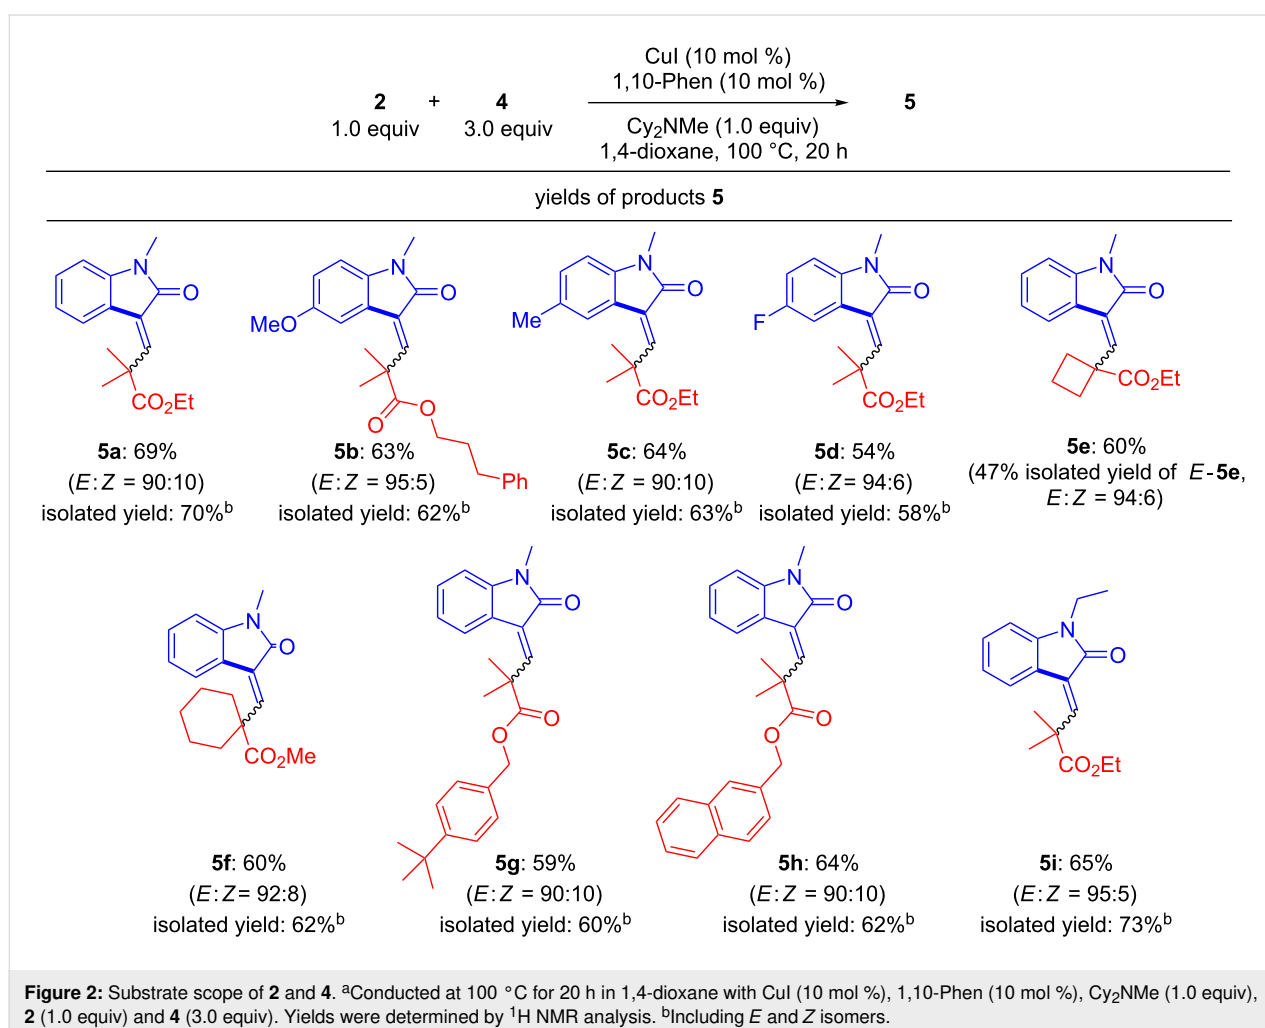 CuI (10 mol %)
1,10-Phen (10 mol %)
2 + 4 5
1.0 equiv 3.0 equiv
Cy2NMe (1.0 equiv)
1,4-dioxane, 100 °C, 20 h
yields of products 5
N
O
CO2Et
5a: 69%
(E:Z = 90:10)
isolated yield: 70%b
N
O
MeO
O
O
Ph
5b: 63%
(E:Z = 95:5)
isolated yield: 62%b
N
O
Me
CO2Et
5c: 64%
(E:Z = 90:10)
isolated yield: 63%b
N
O
F
CO2Et
5d: 54%
(E:Z= 94:6)
isolated yield: 58%b
N
O
CO2Et
5e: 60%
(47% isolated yield of E-5e,
E:Z = 94:6)
N
O
CO2Me
5f: 60%
(E:Z= 92:8)
isolated yield: 62%b
N
O
O
O
5g: 59%
(E:Z = 90:10)
isolated yield: 60%b
N
O
O
O
5h: 64%
(E:Z = 90:10)
isolated yield: 62%b
N
O
CO2Et
5i: 65%
(E:Z = 95:5)
isolated yield: 73%b
Figure 2: Substrate scope of 2 and 4. aConducted at 100 °C for 20 h in 1,4-dioxane with CuI (10 mol %), 1,10-Phen (10 mol %), Cy2NMe (1.0 equiv),
2 (1.0 equiv) and 4 (3.0 equiv). Yields were determined by 1H NMR analysis. bIncluding E and Z isomers.